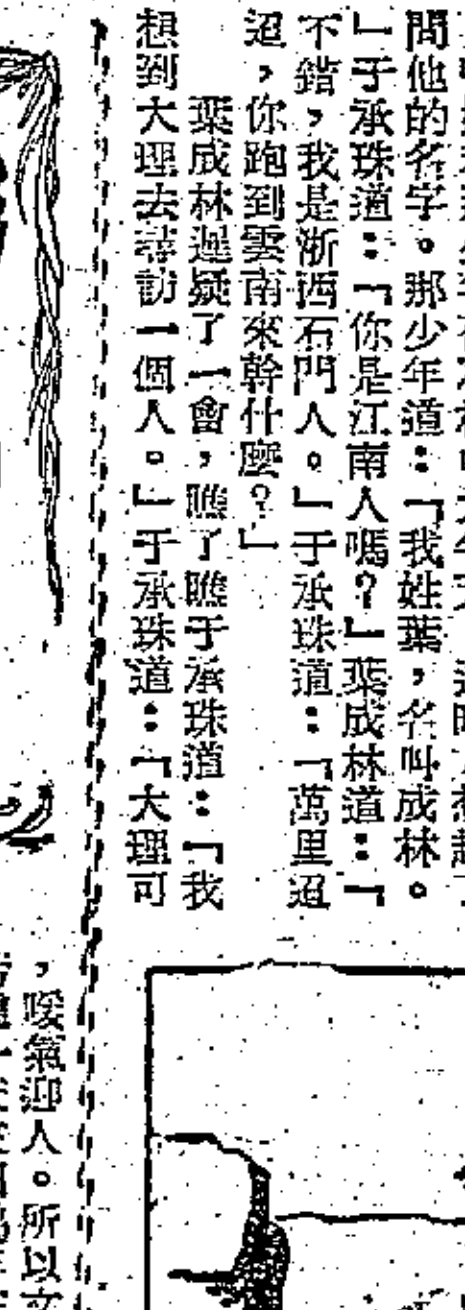 問他的名字。那少年道：「我姓葉，名叫成林。
」于承珠道：「你是江南人嗎？」葉成林道：「
不錯，我是浙西石門人。」于承珠道：「萬里迢
迢，你跑到雲南來幹什麼？」
葉成林遲疑了一會，瞧了瞧于承珠道：「我
想到大理去尋訪一個人。」于承珠道：「大理可
，暖氣迎人。所以